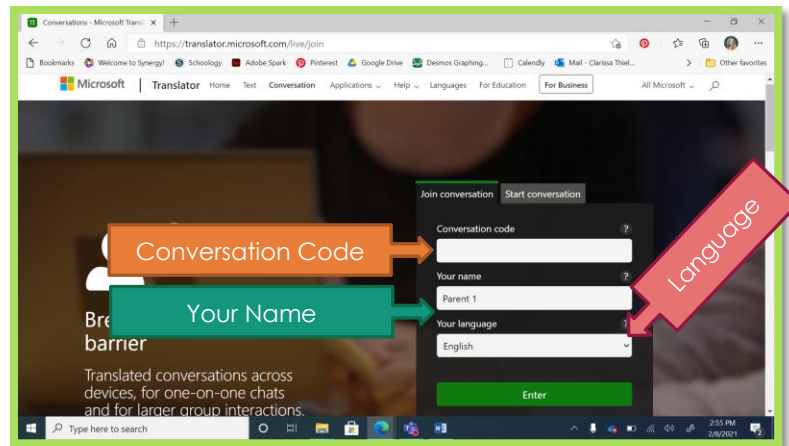 Conversations - Microsoft Transl
https://translator.microsoft.com/live/join
Bookmarks Welcome to Synergy! Schoology Adobe Spark Pinterest Google Drive Desmos Graphing... Calendly Mail - Clarissa Thiel... Other favorites
Microsoft | Translator Home Text Conversation Applications Help Languages For Education For Business All Microsoft
Join conversation Start conversation
Conversation code ?
Conversation Code
Your name ?
Parent 1
Your Name
Your language ?
English
Language
Bre
barrier
Translated conversations across
devices, for one-on-one chats
and for larger group interactions.
Enter
Type here to search
2:55 PM
2/8/2021